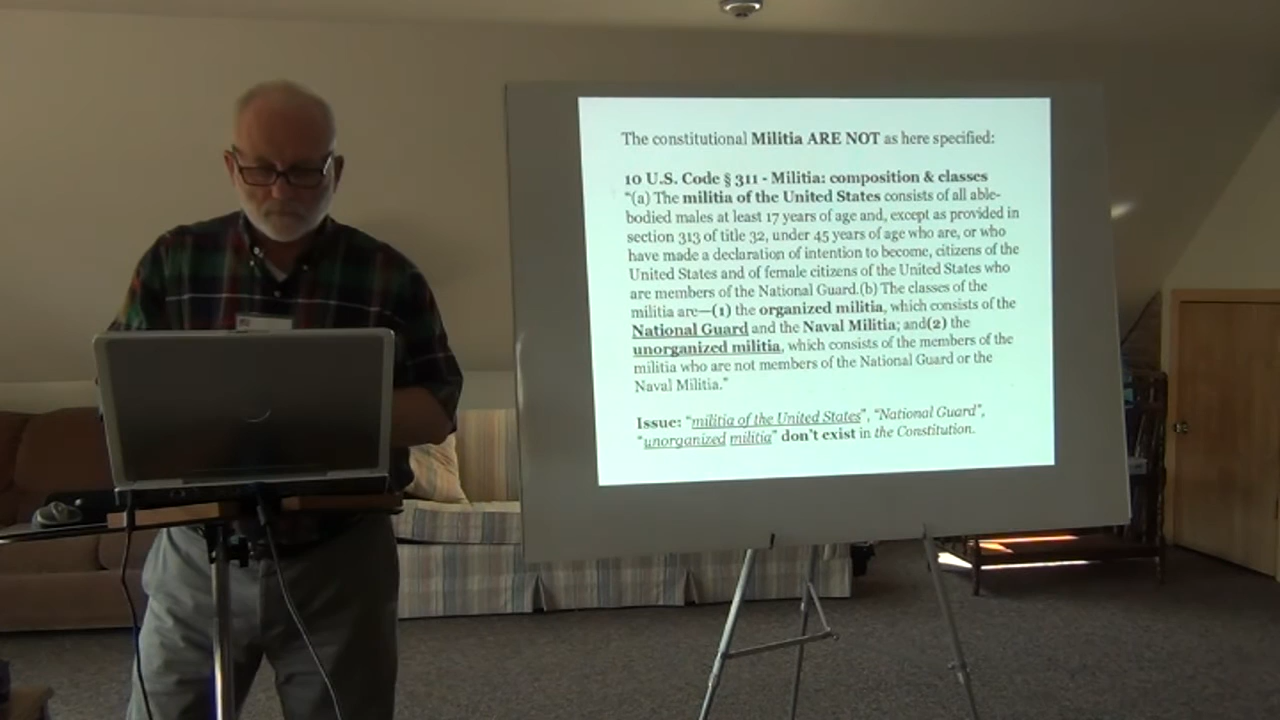 The constitutional Militia ARE NOT as here specified:
10 U.S. Code § 311 - Militia: composition & classes
"(a) The militia of the United States consists of all able-
bodied males at least 17 years of age and, except as provided in
section 313 of title 32, under 45 years of age who are, or who
have made a declaration of intention to become, citizens of the
United States and of female citizens of the United States who
are members of the National Guard.(b) The classes of the
militia are—(1) the organized militia, which consists of the
National Guard and the Naval Militia; and(2) the
unorganized militia, which consists of the members of the
militia who are not members of the National Guard or the
Naval Militia."
Issue: "militia of the United States", "National Guard",
"unorganized militia" don't exist in the Constitution.